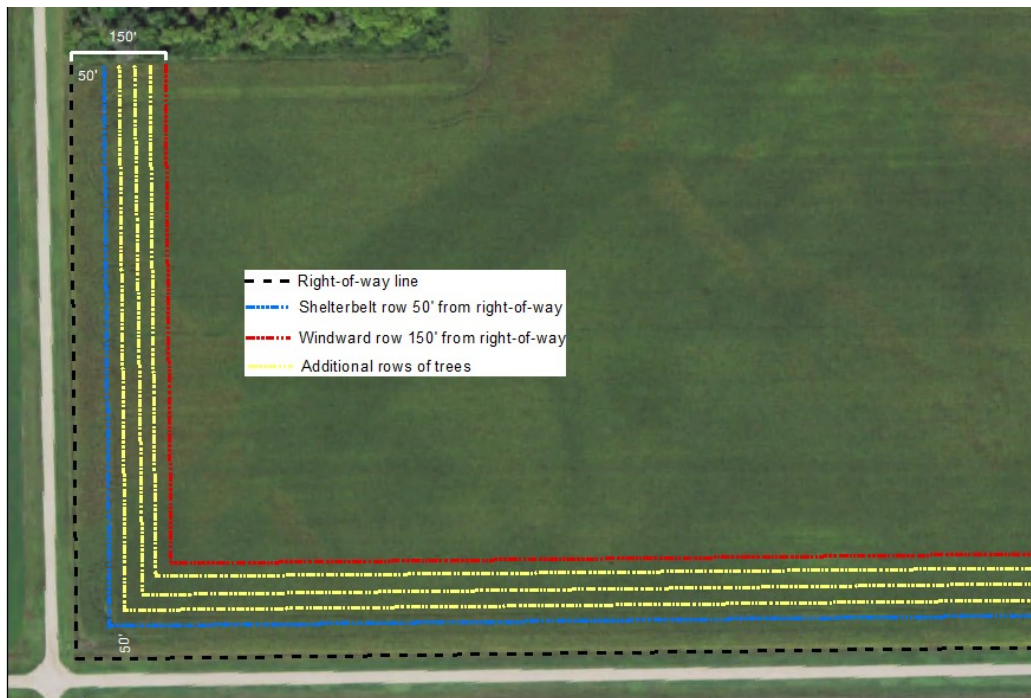 150'
50'
Right-of-way line
Shelterbelt row 50' from right-of-way
Windward row 150' from right-of-way
Additional rows of trees
50'